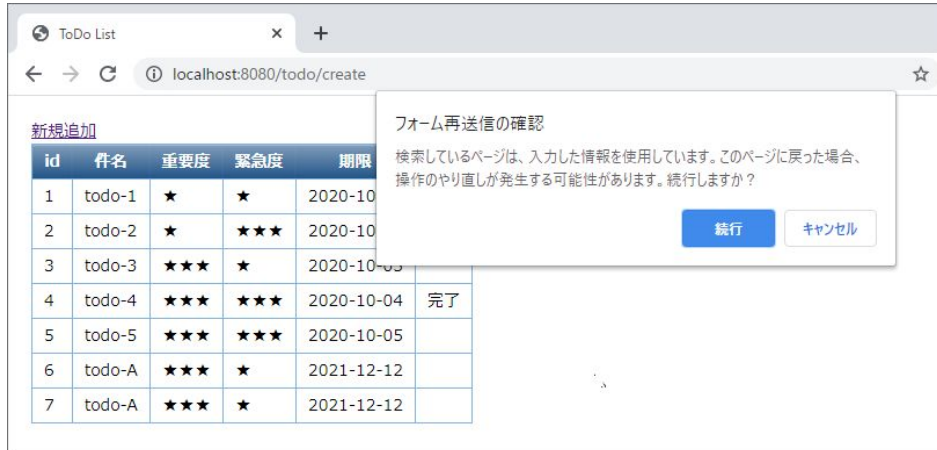 ToDo List
localhost:8080/todo/create
新規追加
フォーム再送信の確認
検索しているページは、入力した情報を使用しています。このページに戻った場合、
操作のやり直しが発生する可能性があります。続行しますか？
続行 キャンセル
id 件名 重要度 緊急度 期限
1 todo-1 ★ ★ 2020-10
2 todo-2 ★ ★★★ 2020-10
3 todo-3 ★★★ ★ 2020-10-03
4 todo-4 ★★★ ★★★ 2020-10-04 完了
5 todo-5 ★★★ ★★★ 2020-10-05
6 todo-A ★★★ ★ 2021-12-12
7 todo-A ★★★ ★ 2021-12-12